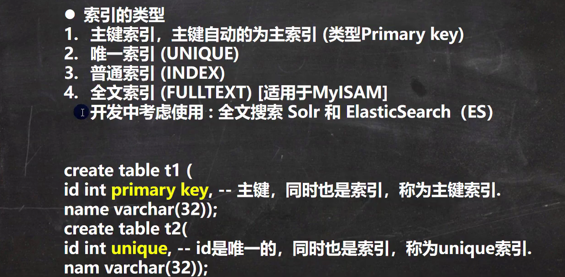 ● 索引的类型
1. 主键索引，主键自动的为主索引 (类型Primary key)
2. 唯一索引 (UNIQUE)
3. 普通索引 (INDEX)
4. 全文索引 (FULLTEXT) [适用于MyISAM]
开发中考虑使用 : 全文搜索 Solr 和 ElasticSearch（ES）
create table t1 (
id int primary key, -- 主键，同时也是索引，称为主键索引.
name varchar(32));
create table t2(
id int unique, -- id是唯一的，同时也是索引，称为unique索引.
nam varchar(32));